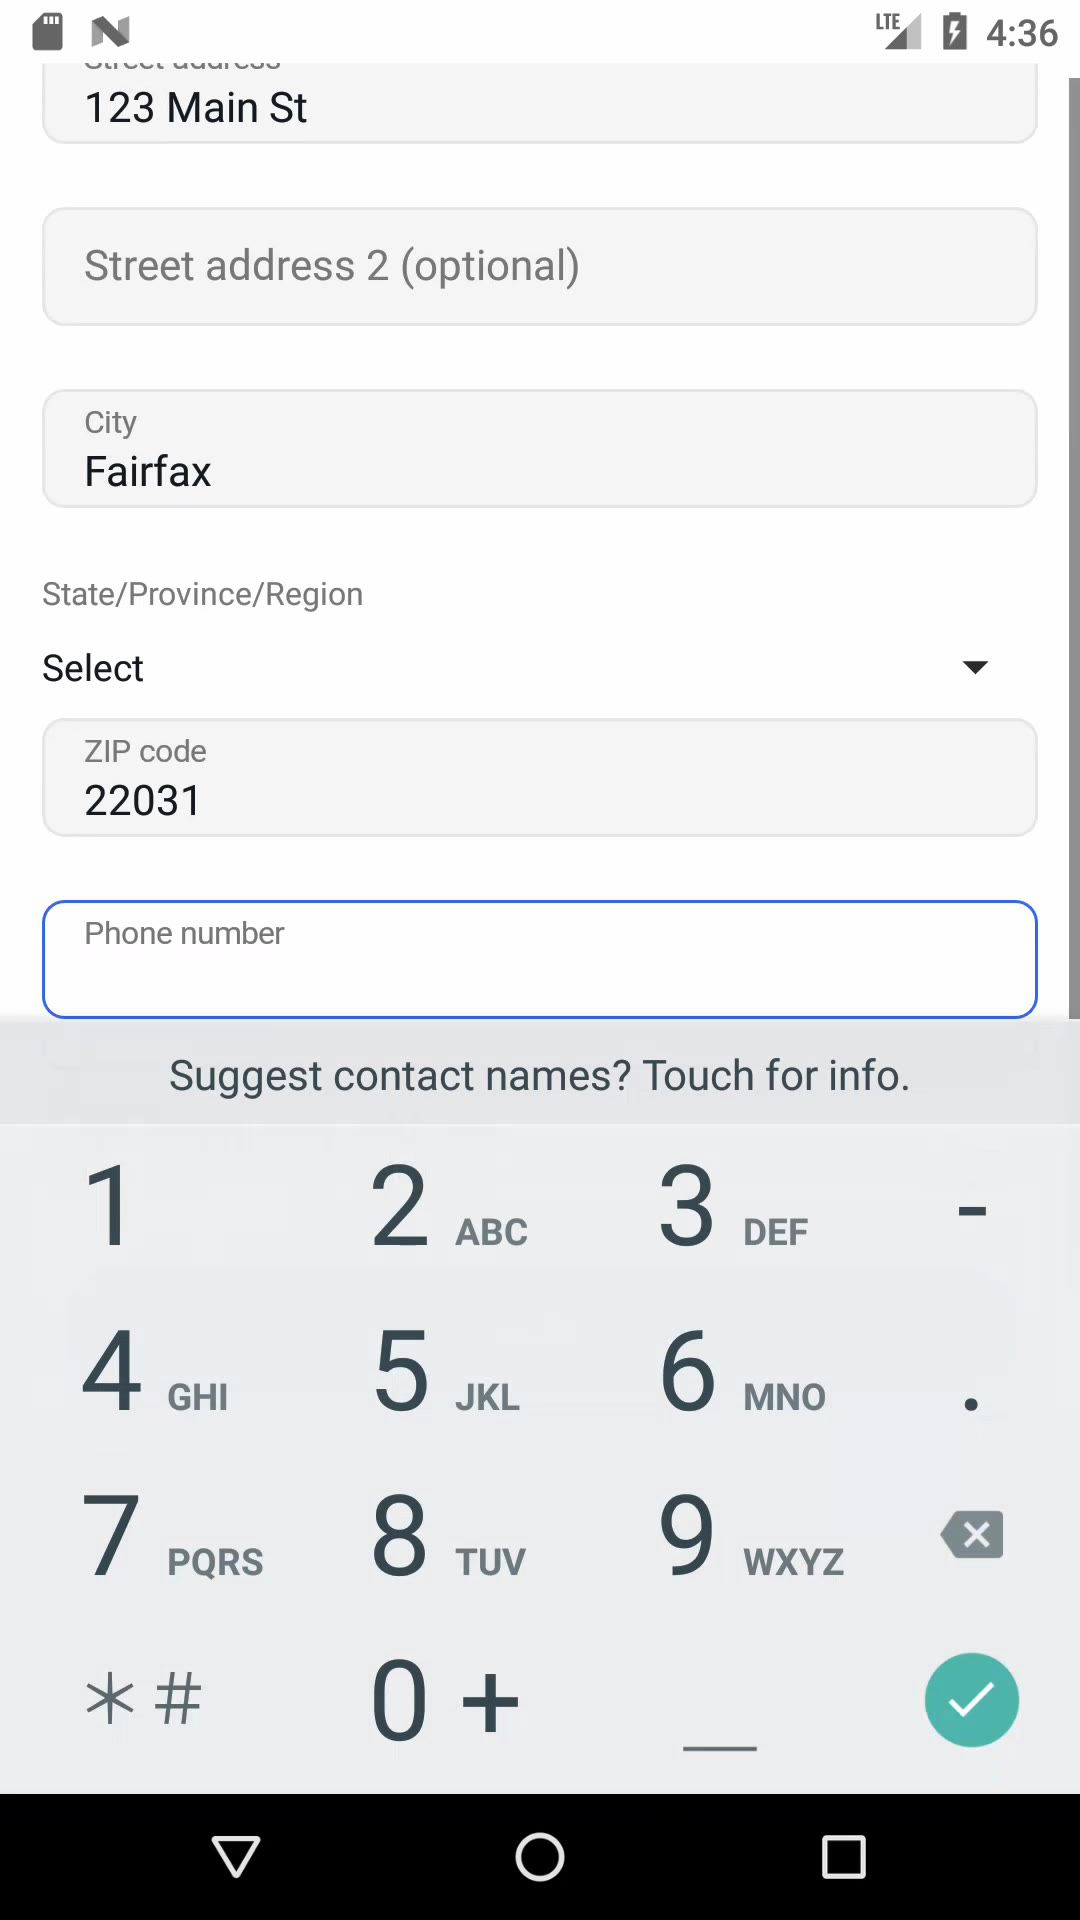 LTE 4:36
Street address
123 Main St
Street address 2 (optional)
City
Fairfax
State/Province/Region
Select
ZIP code
22031
Phone number
Suggest contact names? Touch for info.
1 2 ABC 3 DEF -
4 GHI 5 JKL 6 MNO .
7 PQRS 8 TUV 9 WXYZ
*# 0 + _